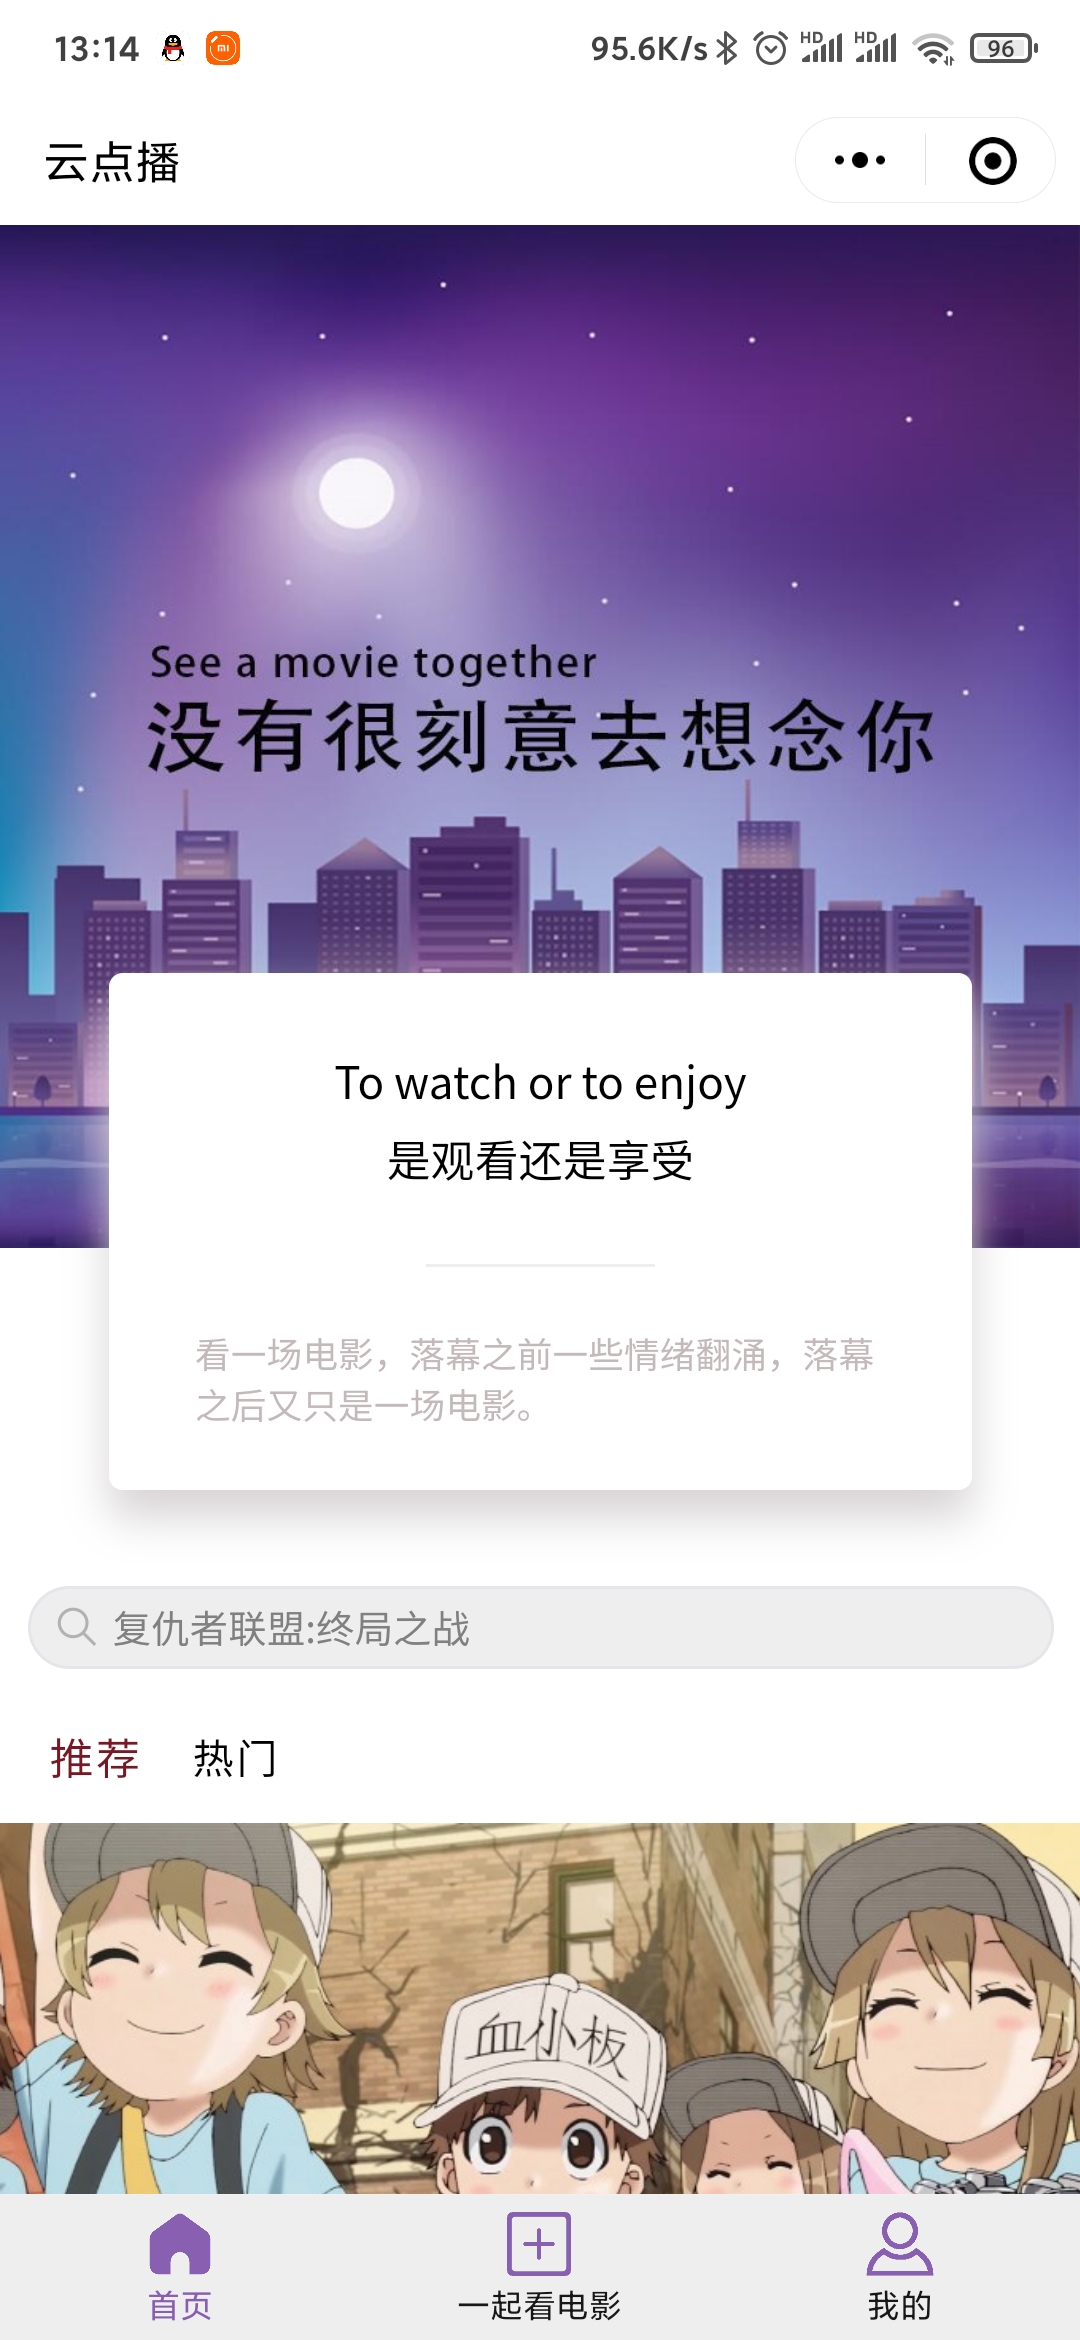 13:14
95.6K/s
HD
HD
96
云点播
See a movie together
没有很刻意去想念你
To watch or to enjoy
是观看还是享受
看一场电影，落幕之前一些情绪翻涌，落幕
之后又只是一场电影。
复仇者联盟:终局之战
推荐 热门
血小板
首页 一起看电影 我的